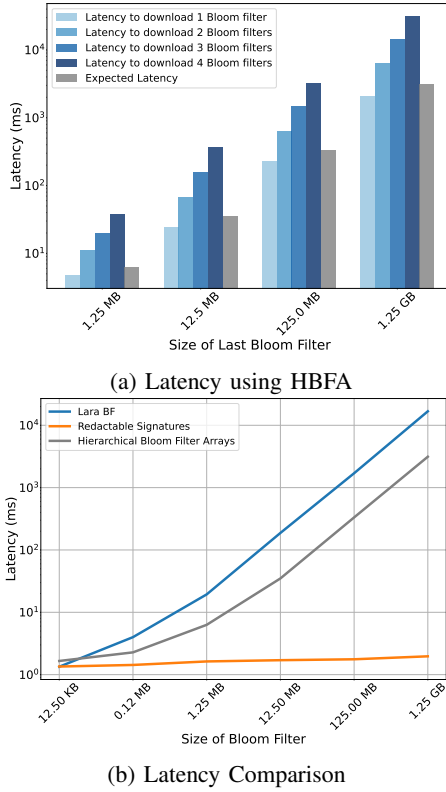 Latency to download 1 Bloom filter
Latency to download 2 Bloom filters
Latency to download 3 Bloom filters
Latency to download 4 Bloom filters
Expected Latency
Latency (ms)
10^4
10^3
10^2
10^1
1.25 MB
12.5 MB
125.0 MB
1.25 GB
Size of Last Bloom Filter
(a) Latency using HBFA
Lara BF
Redactable Signatures
Hierarchical Bloom Filter Arrays
Latency (ms)
10^4
10^3
10^2
10^1
10^0
12.50 KB
0.12 MB
1.25 MB
12.50 MB
125.00 MB
1.25 GB
Size of Bloom Filter
(b) Latency Comparison